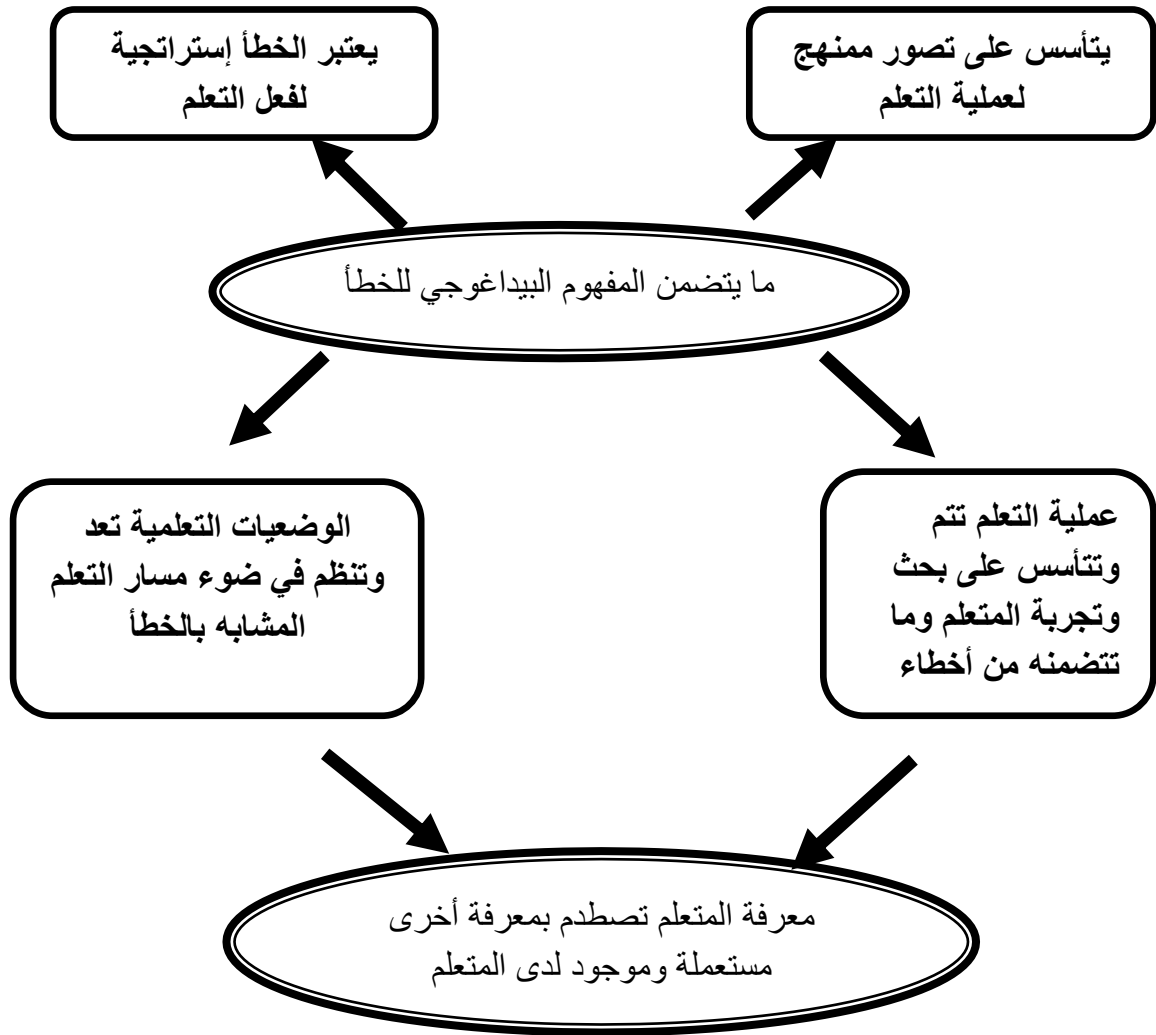 يتأسس على تصور ممنهج
لعملية التعلم
يعتبر الخطأ إستراتجية
لفعل التعلم
ما يتضمن المفهوم البيداغوجي للخطأ
عملية التعلم تتم
وتتأسس على بحث
وتجربة المتعلم وما
تتضمنه من أخطاء
الوضعيات التعلمية تعد
وتنظم في ضوء مسار التعلم
المشابه بالخطأ
معرفة المتعلم تصطدم بمعرفة أخرى
مستعملة وموجود لدى المتعلم